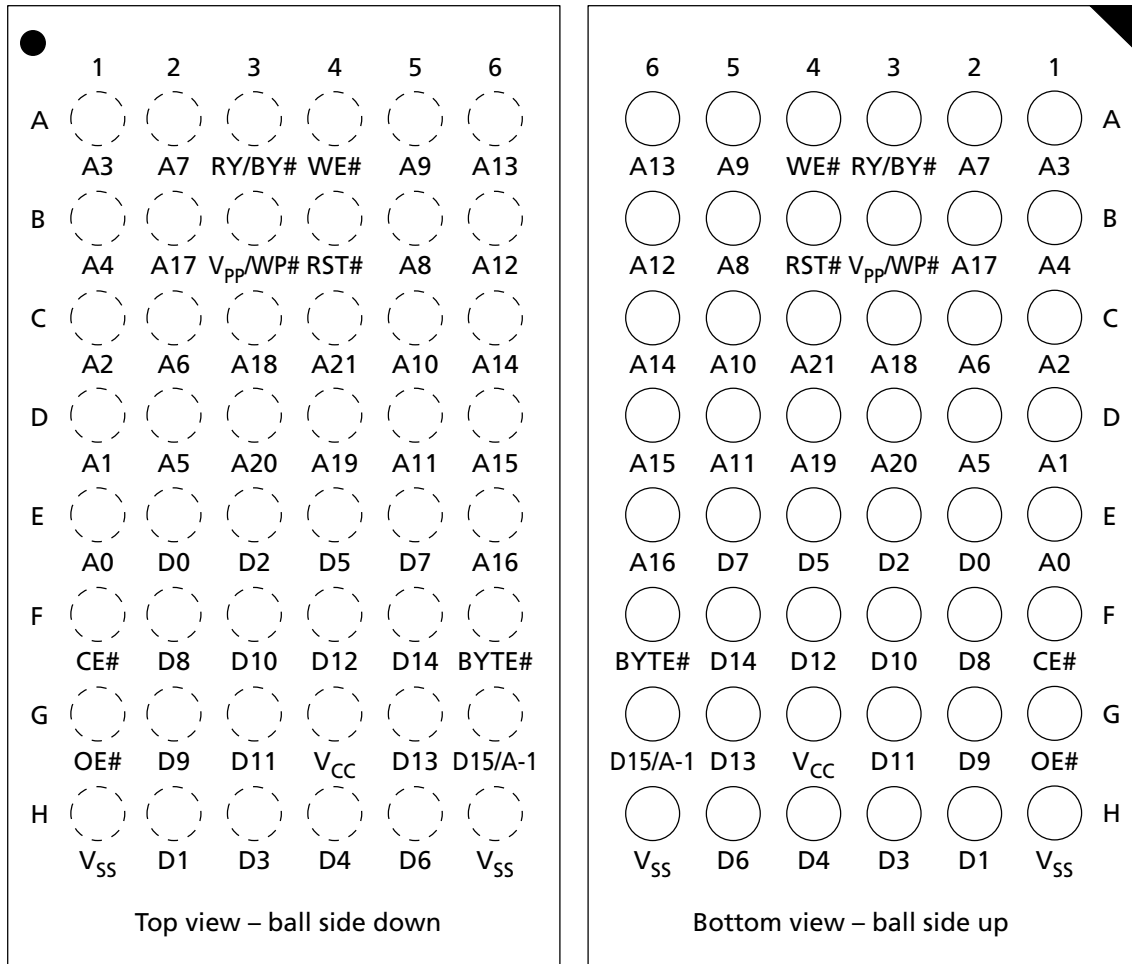 1 2 3 4 5 6
A
A3 A7 RY/BY# WE# A9 A13
B
A4 A17 VPP/WP# RST# A8 A12
C
A2 A6 A18 A21 A10 A14
D
A1 A5 A20 A19 A11 A15
E
A0 D0 D2 D5 D7 A16
F
CE# D8 D10 D12 D14 BYTE#
G
OE# D9 D11 VCC D13 D15/A-1
H
VSS D1 D3 D4 D6 VSS
Top view – ball side down
6 5 4 3 2 1
A
A13 A9 WE# RY/BY# A7 A3
B
A12 A8 RST# VPP/WP# A17 A4
C
A14 A10 A21 A18 A6 A2
D
A15 A11 A19 A20 A5 A1
E
A16 D7 D5 D2 D0 A0
F
BYTE# D14 D12 D10 D8 CE#
G
D15/A-1 D13 VCC D11 D9 OE#
H
VSS D6 D4 D3 D1 VSS
Bottom view – ball side up